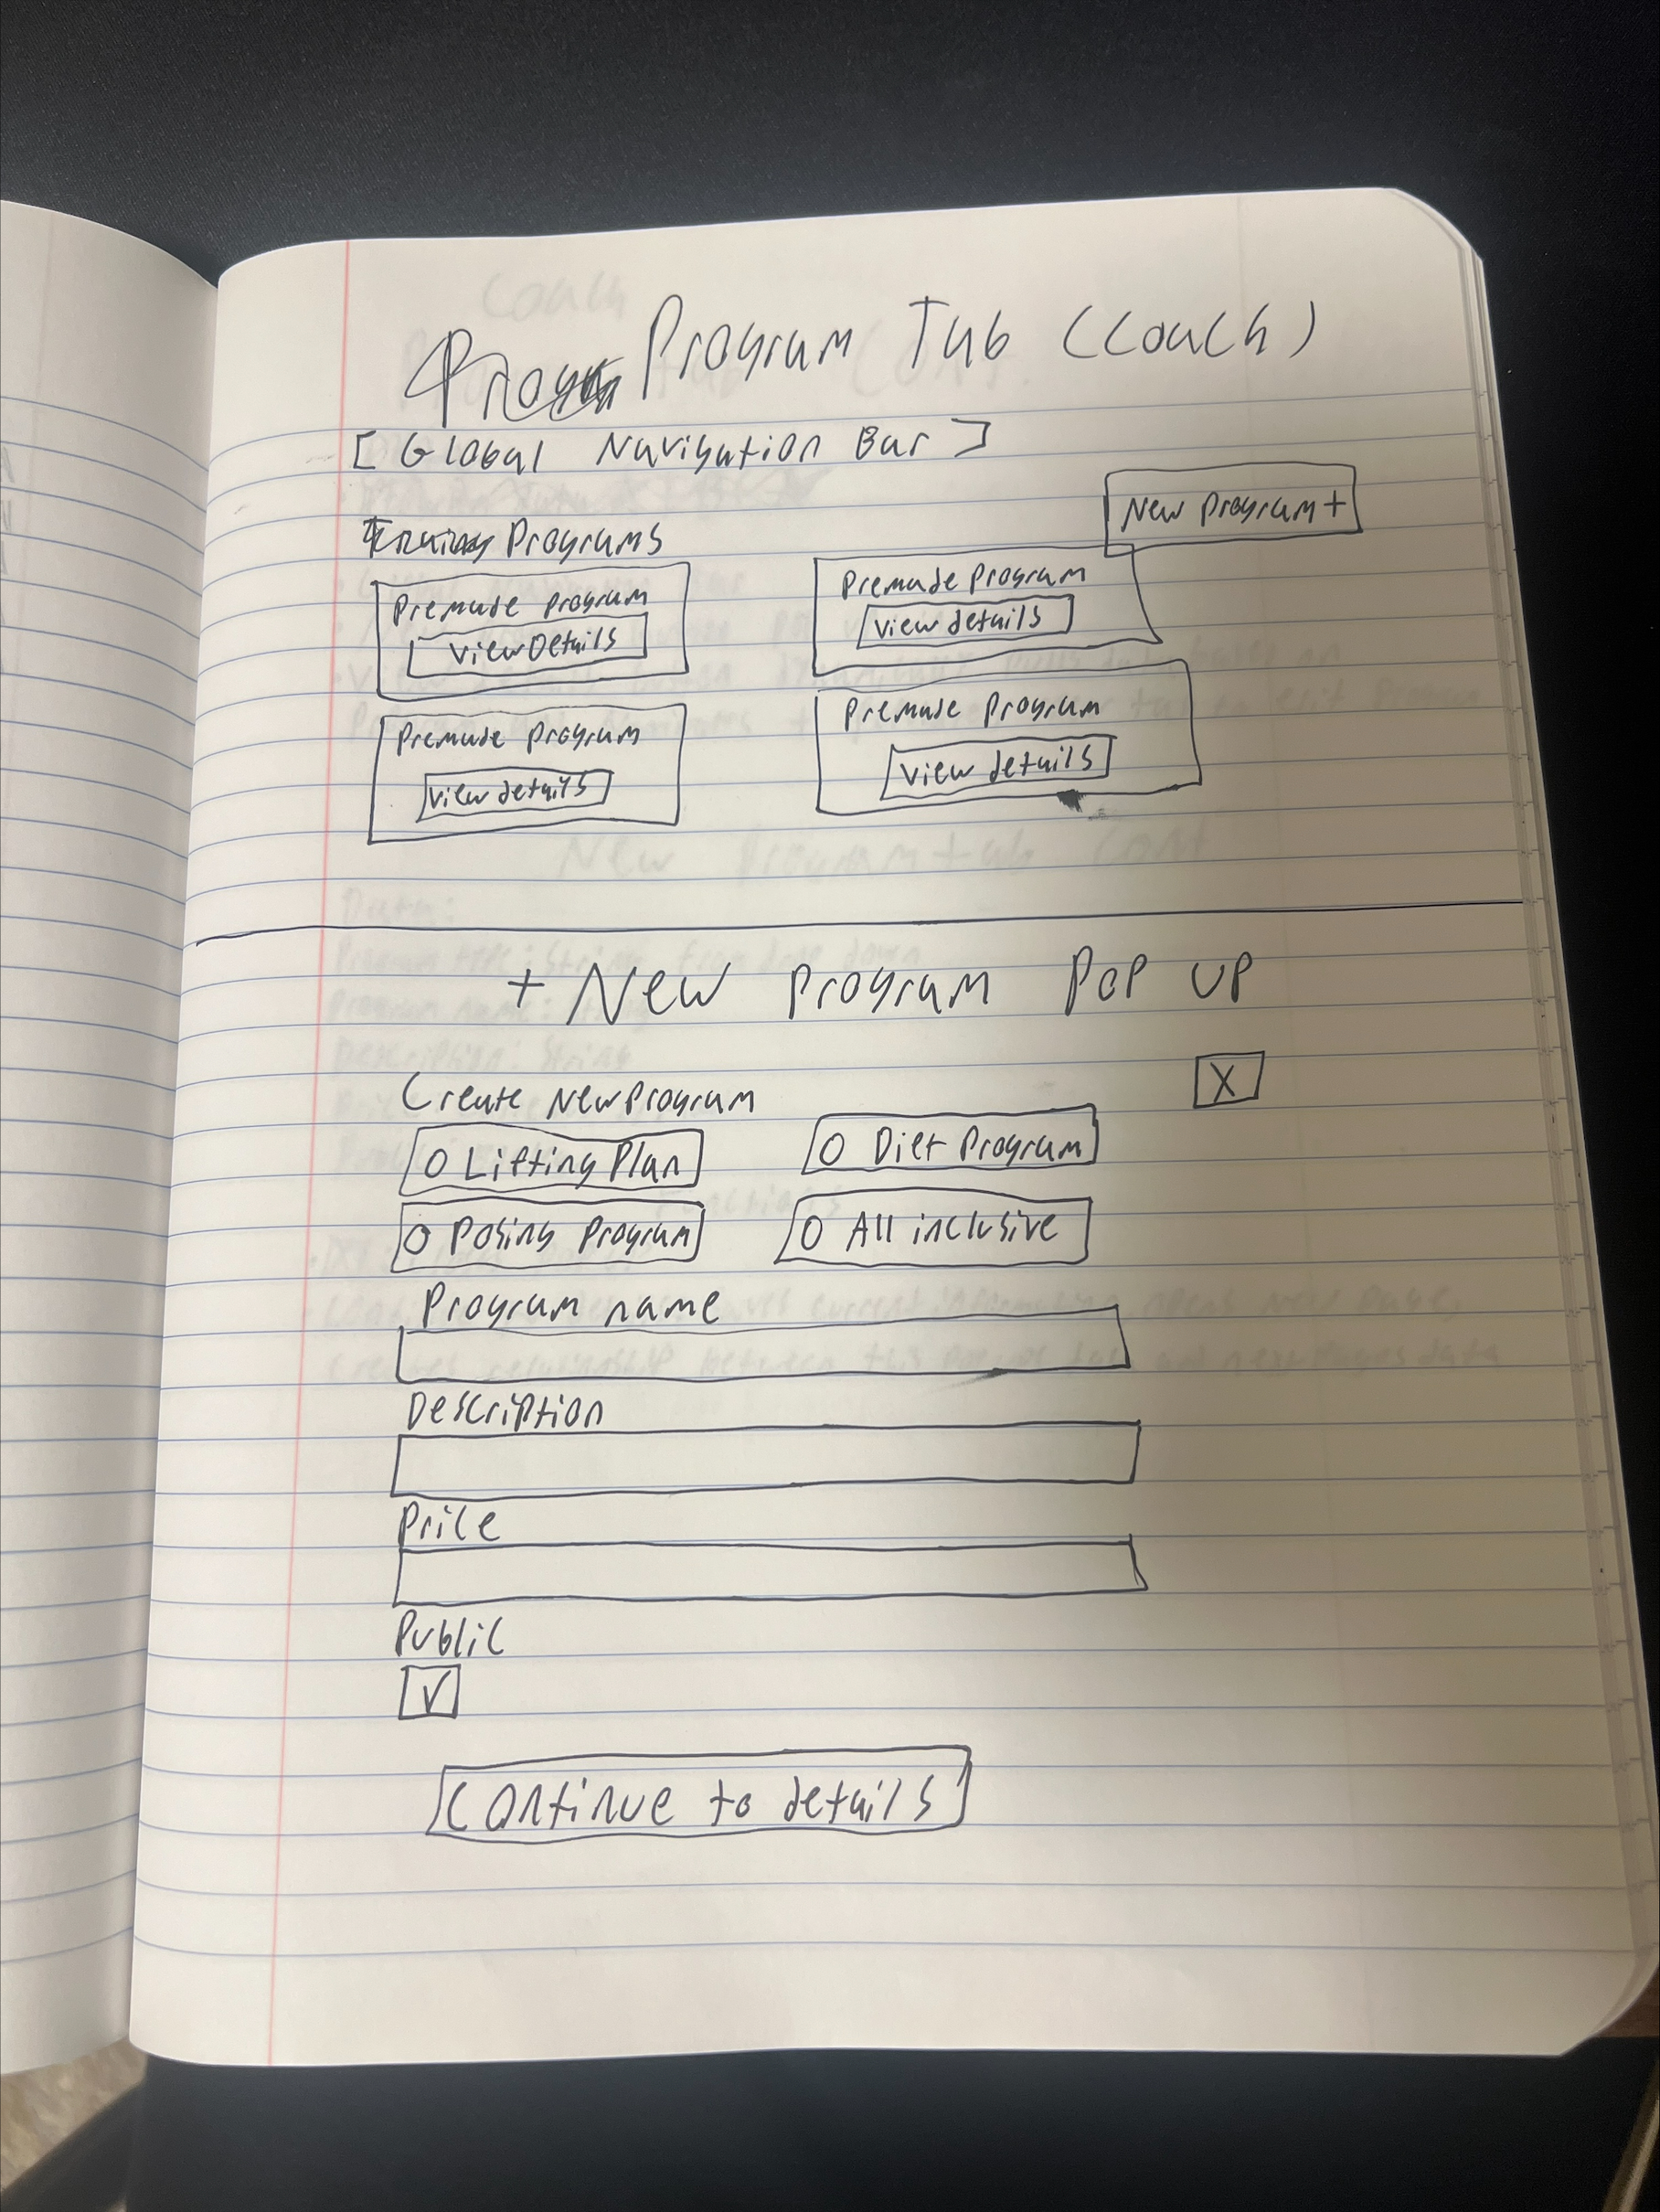 Program Tab (Coach)
[Global Navigation Bar]
New Program+
Programs
Premade Program
View Details
Premade Program
View details
Premade Program
View details
Premade Program
View details
+ New Program Pop UP
Create New Program
X
O Lifting Plan
O Diet Program
O Posing Program
O All inclusive
Program name
Description
Price
Public
Continue to details